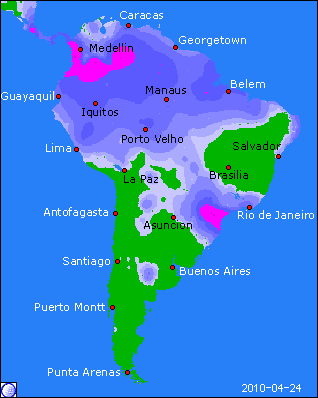 Caracas
Medellin
Georgetown
Guayaquil
Iquitos
Manaus
Belem
Porto Velho
Lima
Salvador
La Paz
Brasilia
Antofagasta
Asuncion
Rio de Janeiro
Santiago
Buenos Aires
Puerto Montt
Punta Arenas
2010-04-24